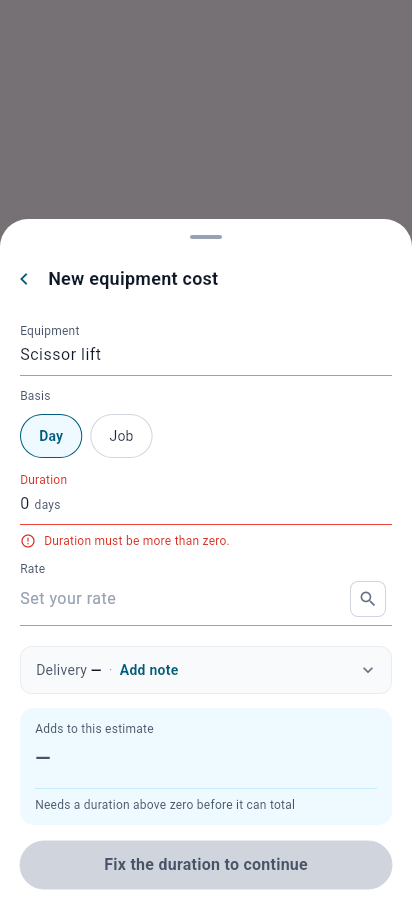 New equipment cost
Equipment
Scissor lift
Basis
Day Job
Duration
0 days
Duration must be more than zero.
Rate
Set your rate
Delivery — · Add note
Adds to this estimate
—
Needs a duration above zero before it can total
Fix the duration to continue